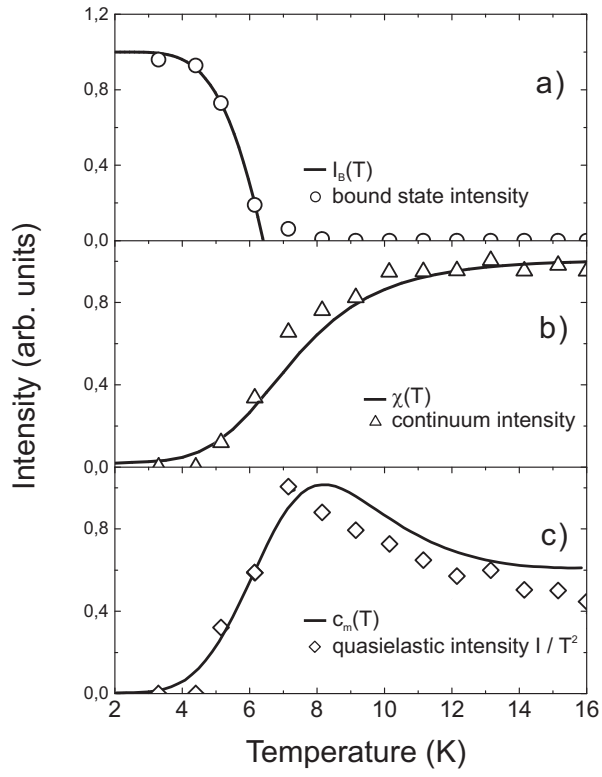 1,2
0,8
a)
0,4
I_B(T)
bound state intensity
0,0
0,8
b)
0,4
χ(T)
continuum intensity
0,0
0,8
c)
0,4
c_m(T)
quasielastic intensity I / T²
0,0
2 4 6 8 10 12 14 16
Temperature (K)
Intensity (arb. units)